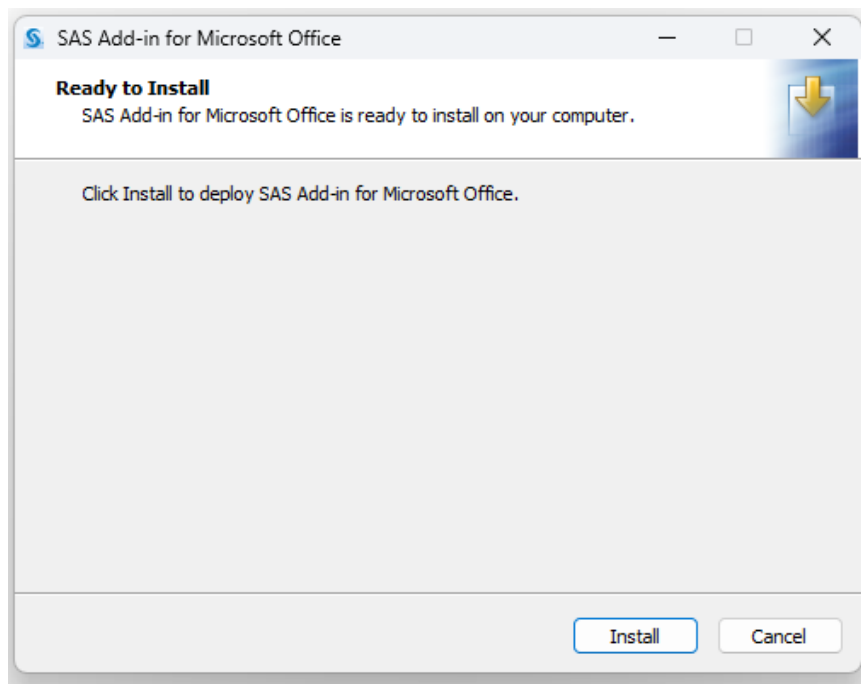 SAS Add-in for Microsoft Office
Ready to Install
SAS Add-in for Microsoft Office is ready to install on your computer.
Click Install to deploy SAS Add-in for Microsoft Office.
Install Cancel